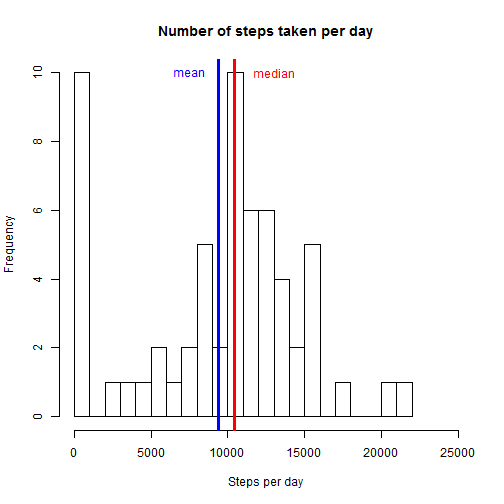 Number of steps taken per day
mean
median
Frequency
10
8
6
4
2
0
0
5000
10000
15000
20000
25000
Steps per day